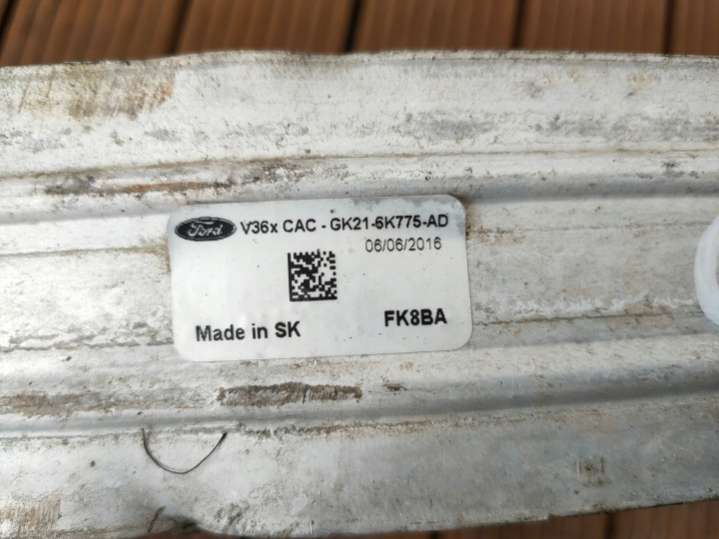 Ford V36x CAC - GK21-6K775-AD
06/06/2016
Made in SK FK8BA